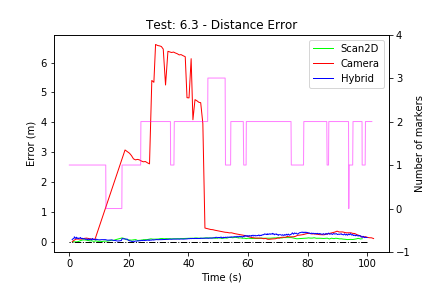 Test: 6.3 - Distance Error
Scan2D
Camera
Hybrid
Error (m)
6
5
4
3
2
1
0
4
3
2
1
0
−1
Number of markers
0 20 40 60 80 100
Time (s)